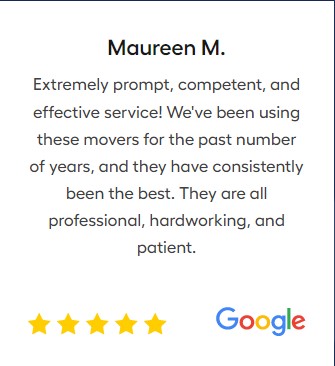 Maureen M.
Extremely prompt, competent, and
effective service! We've been using
these movers for the past number
of years, and they have consistently
been the best. They are all
professional, hardworking, and
patient.
Google